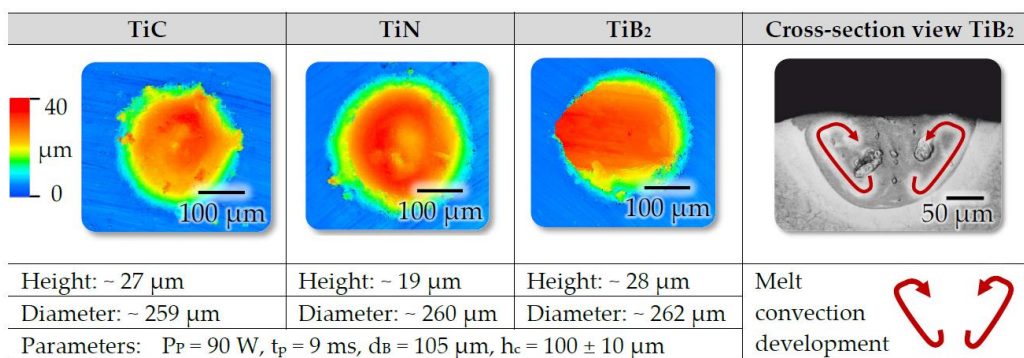 TiC TiN TiB₂ Cross-section view TiB₂
40
μm
0
100 μm 100 μm 100 μm 50 μm
Height: ~ 27 μm Height: ~ 19 μm Height: ~ 28 μm Melt
Diameter: ~ 259 μm Diameter: ~ 260 μm Diameter: ~ 262 μm convection
Parameters: Pₚ = 90 W, tₚ = 9 ms, dB = 105 μm, hc = 100 ± 10 μm development